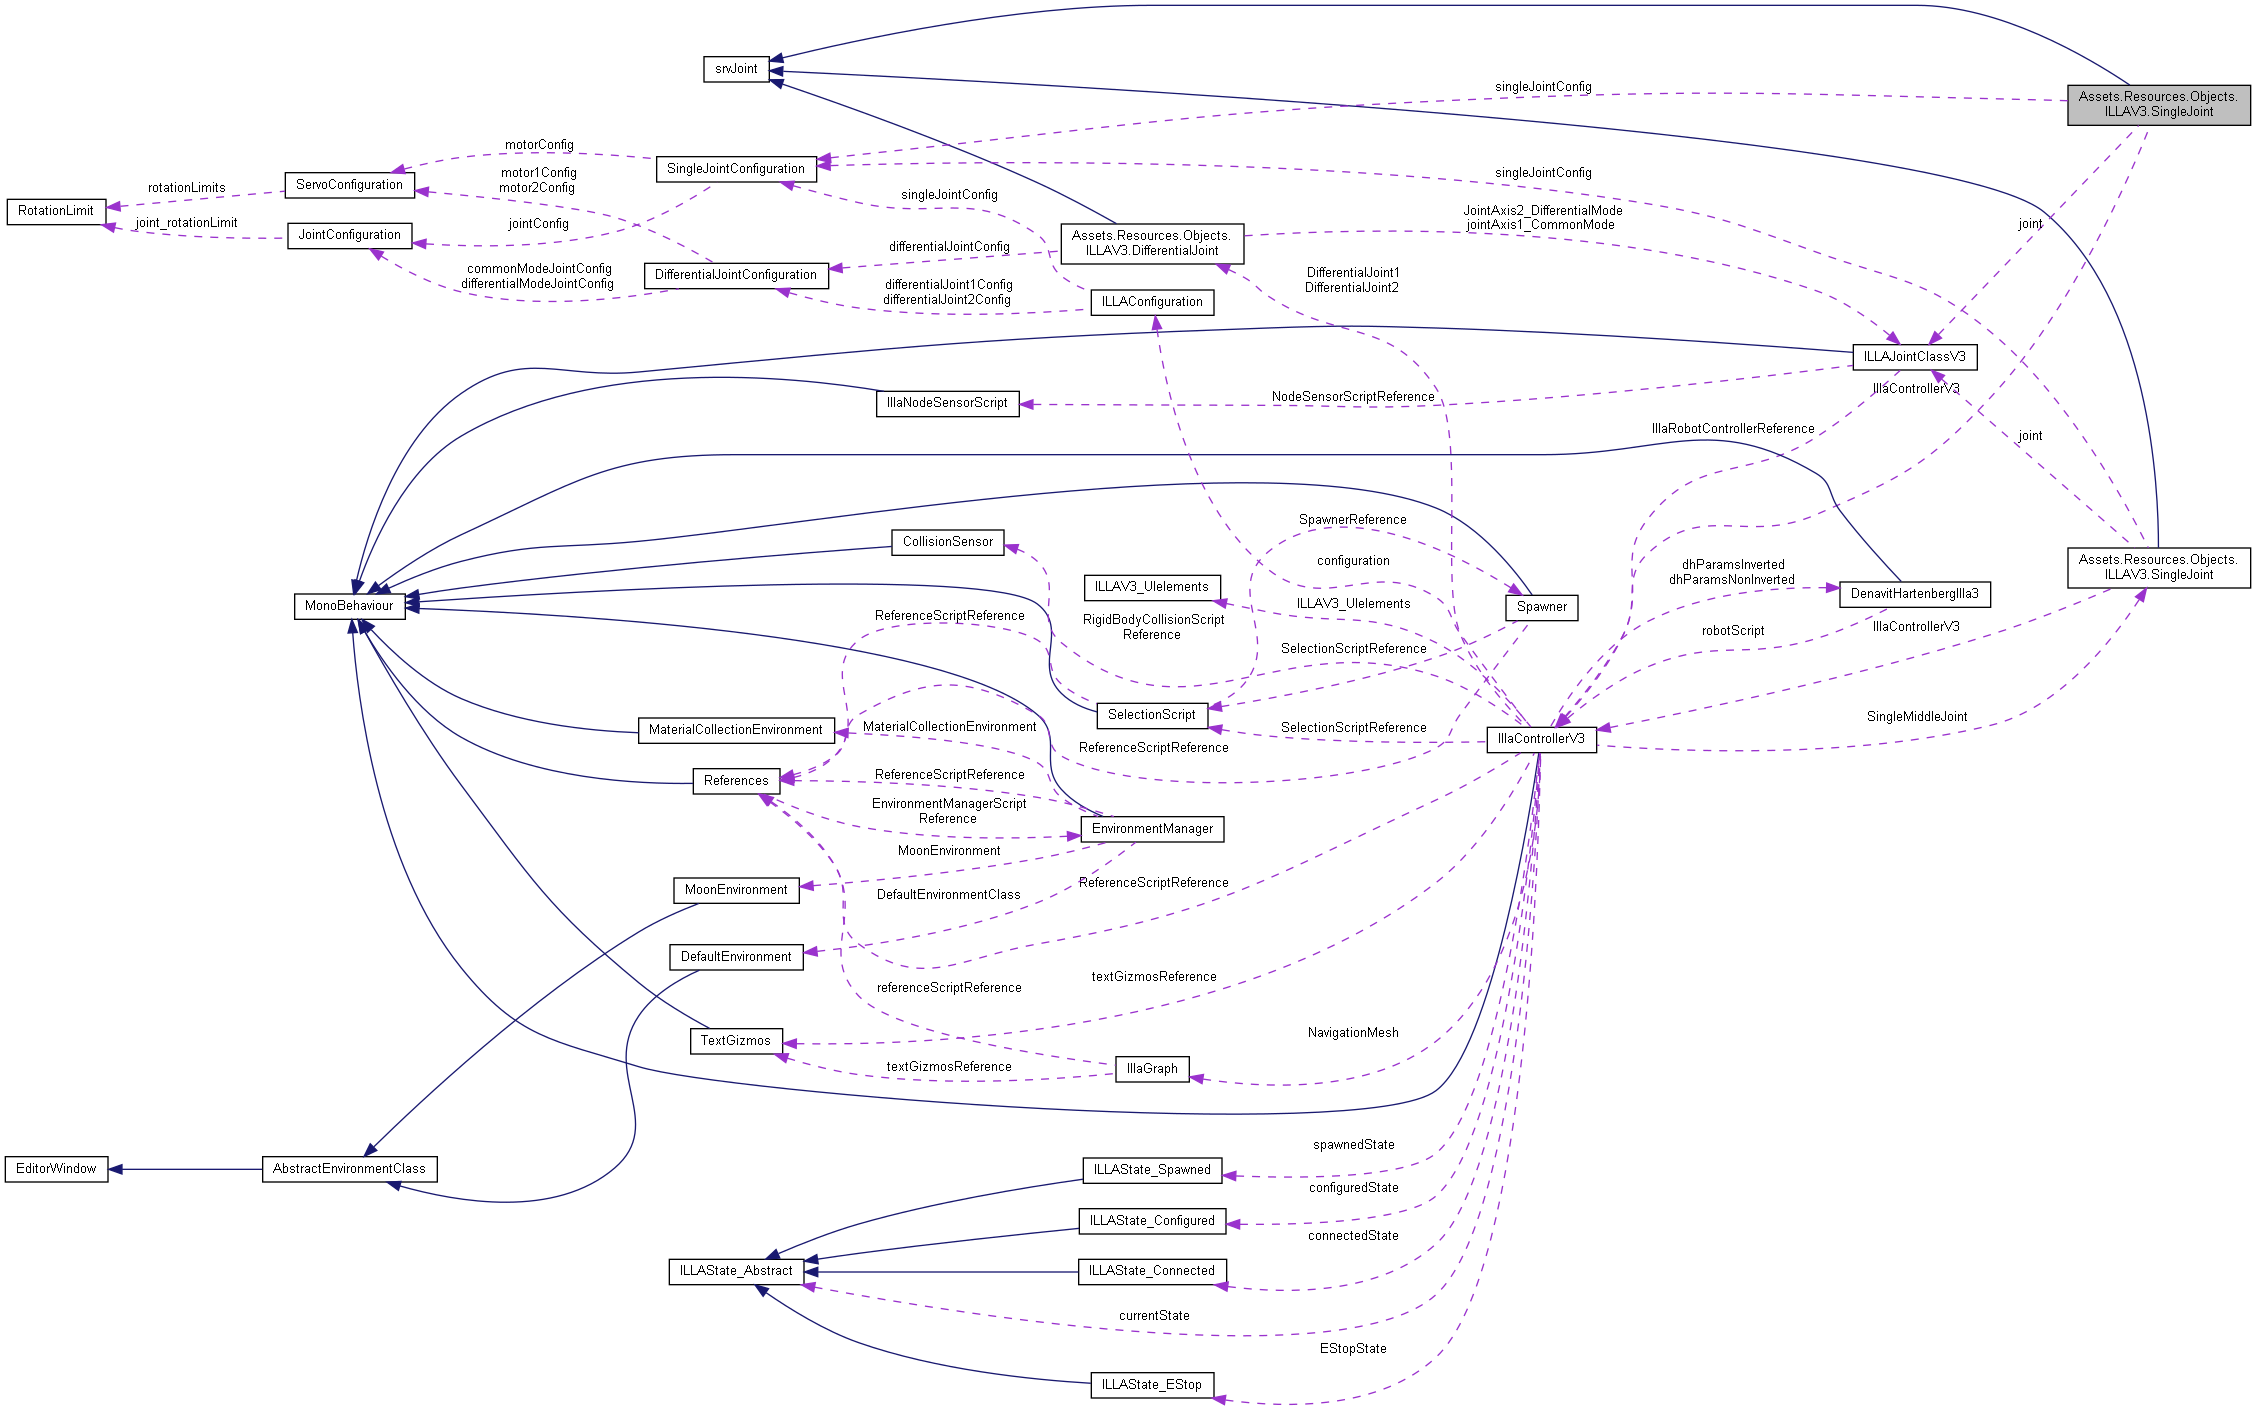 srvJoint
singleJointConfig
Assets.Resources.Objects.
ILLAV3.SingleJoint
motorConfig
SingleJointConfiguration
motor1Config
motor2Config
singleJointConfig
rotationLimits
ServoConfiguration
singleJointConfig
RotationLimit
joint_rotationLimit
JointConfiguration
jointConfig
JointAxis2_DifferentialMode
jointAxis1_CommonMode
joint
Assets.Resources.Objects.
ILLAV3.DifferentialJoint
differentialJointConfig
commonModeJointConfig
differentialModeJointConfig
DifferentialJointConfiguration
DifferentialJoint1
DifferentialJoint2
differentialJoint1Config
differentialJoint2Config
ILLAConfiguration
ILLAJointClassV3
IllaControllerV3
NodeSensorScriptReference
IllaNodeSensorScript
IllaRobotControllerReference
joint
SpawnerReference
CollisionSensor
configuration
dhParamsInverted
dhParamsNonInverted
Assets.Resources.Objects.
ILLAV3.SingleJoint
ILLAV3_UIelements
DenavitHartenbergIlla3
MonoBehaviour
ILLAV3_UIelements
Spawner
ReferenceScriptReference
RigidBodyCollisionScript
Reference
robotScript
IllaControllerV3
SelectionScriptReference
SelectionScript
SingleMiddleJoint
MaterialCollectionEnvironment
MaterialCollectionEnvironment
SelectionScriptReference
IllaControllerV3
ReferenceScriptReference
References
ReferenceScriptReference
EnvironmentManagerScript
Reference
EnvironmentManager
MoonEnvironment
MoonEnvironment
DefaultEnvironmentClass
ReferenceScriptReference
DefaultEnvironment
referenceScriptReference
textGizmosReference
TextGizmos
NavigationMesh
textGizmosReference
IllaGraph
spawnedState
EditorWindow
AbstractEnvironmentClass
ILLAState_Spawned
configuredState
ILLAState_Configured
connectedState
ILLAState_Abstract
ILLAState_Connected
currentState
EStopState
ILLAState_EStop